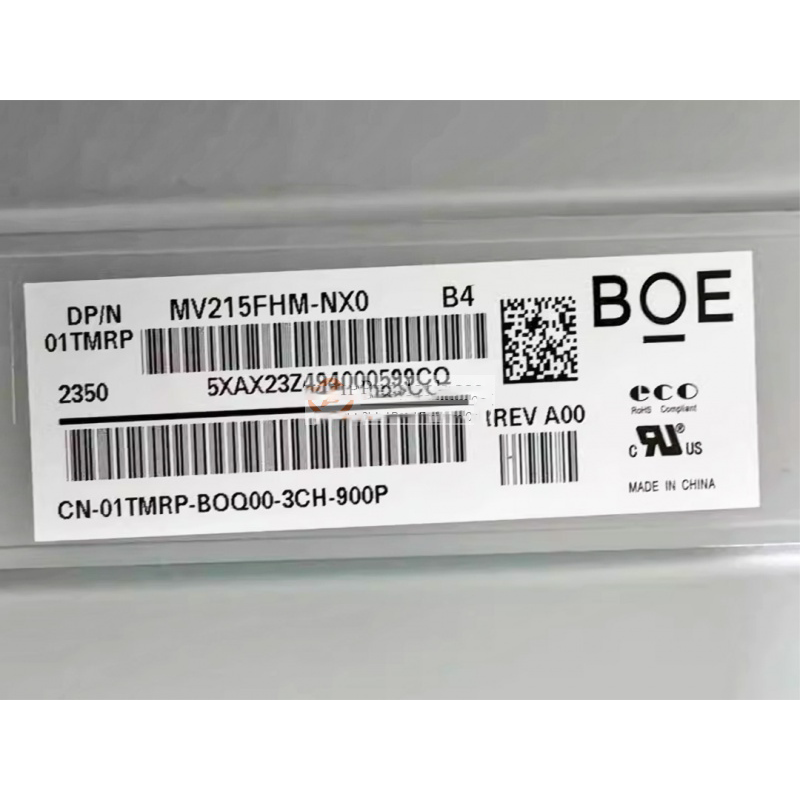 DP/N
01TMRP
MV215FHM-NX0 B4
BOE
2350
REV A00
eco
RoHS Compliant
c RU® US
MADE IN CHINA
CN-01TMRP-BOQ00-3CH-900P